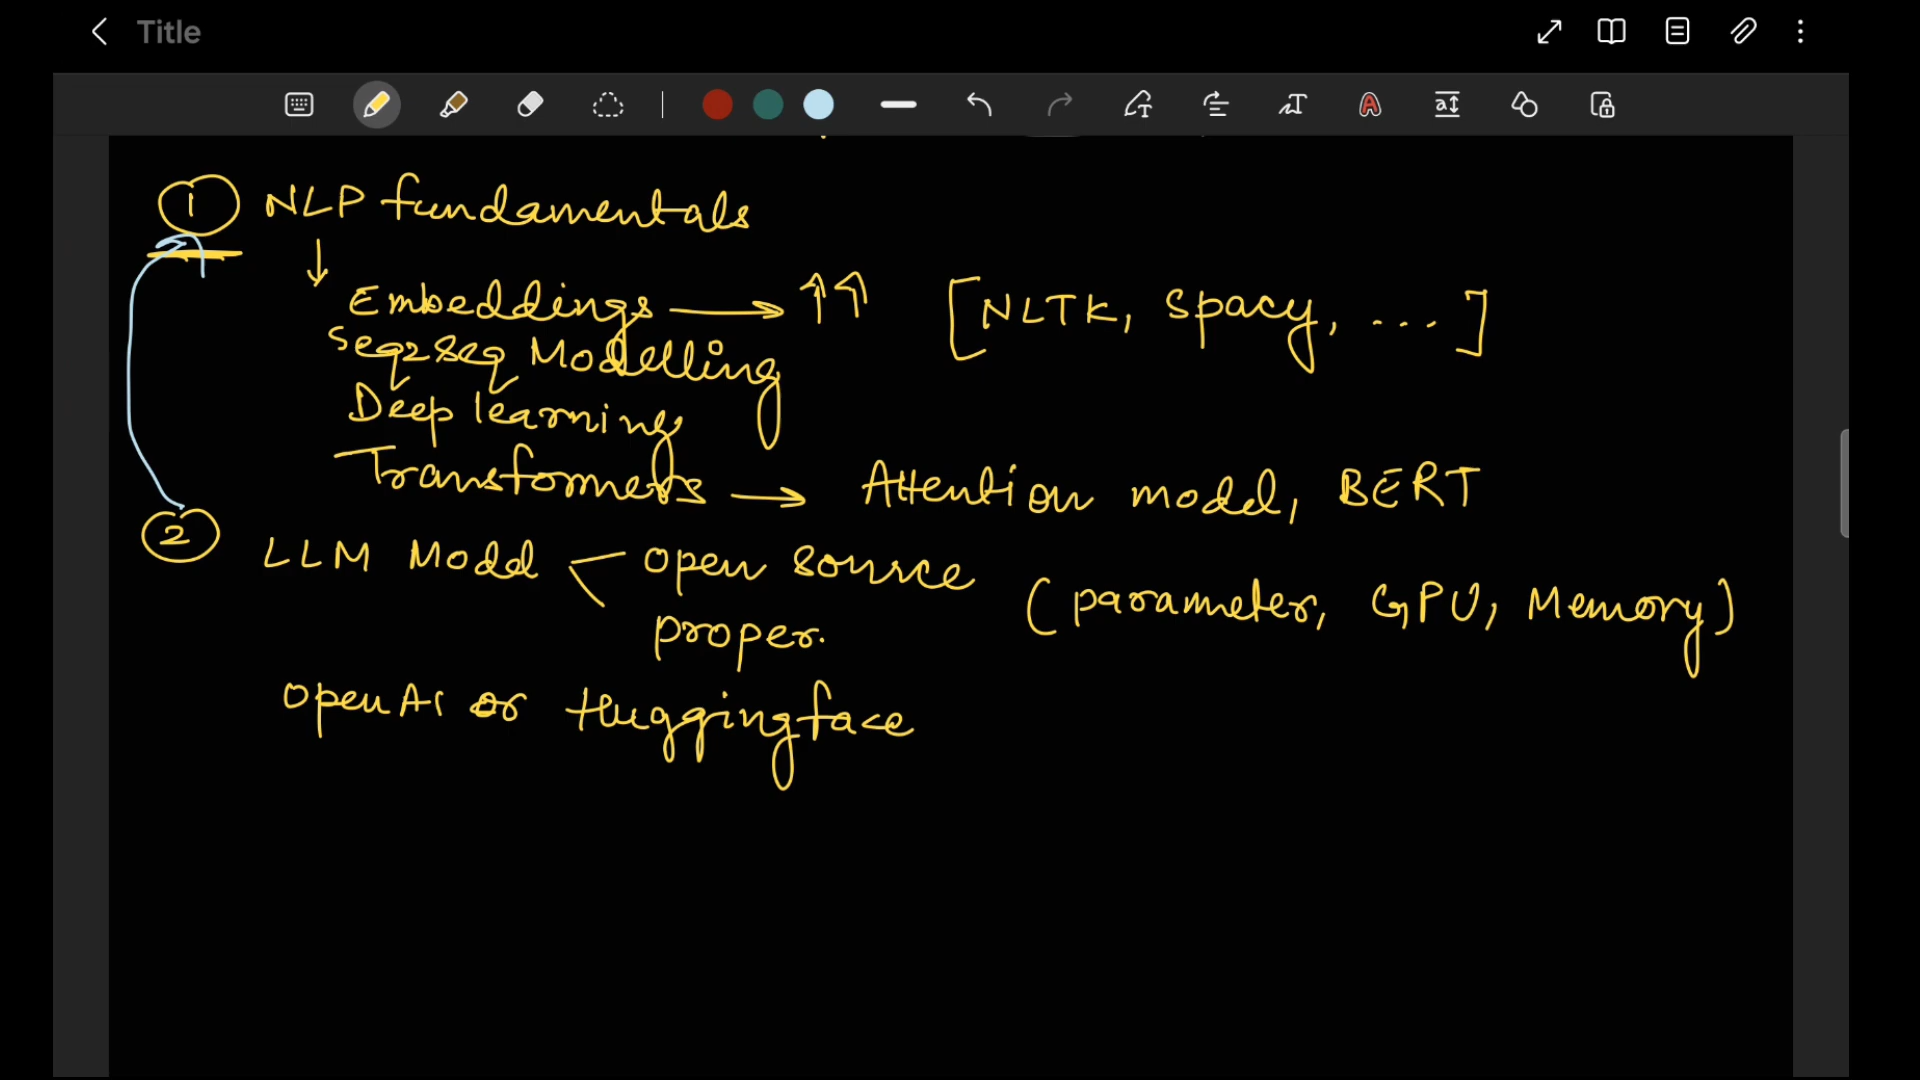 Title
1 NLP fundamentals
Embeddings → ↑↑ [NLTK, Spacy, ...]
Seq2seq Modelling
Deep learning
Transformers → Attention model, BERT
2 LLM Model open source
(parameter, GPU, Memory)
proper.
OpenAI or Huggingface